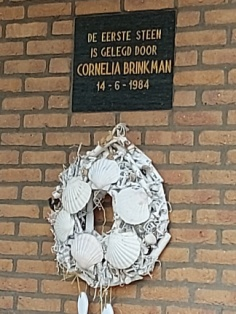 DE EERSTE STEEN
IS GELEGD DOOR
CORNELIA BRINKMAN
14-6-1984